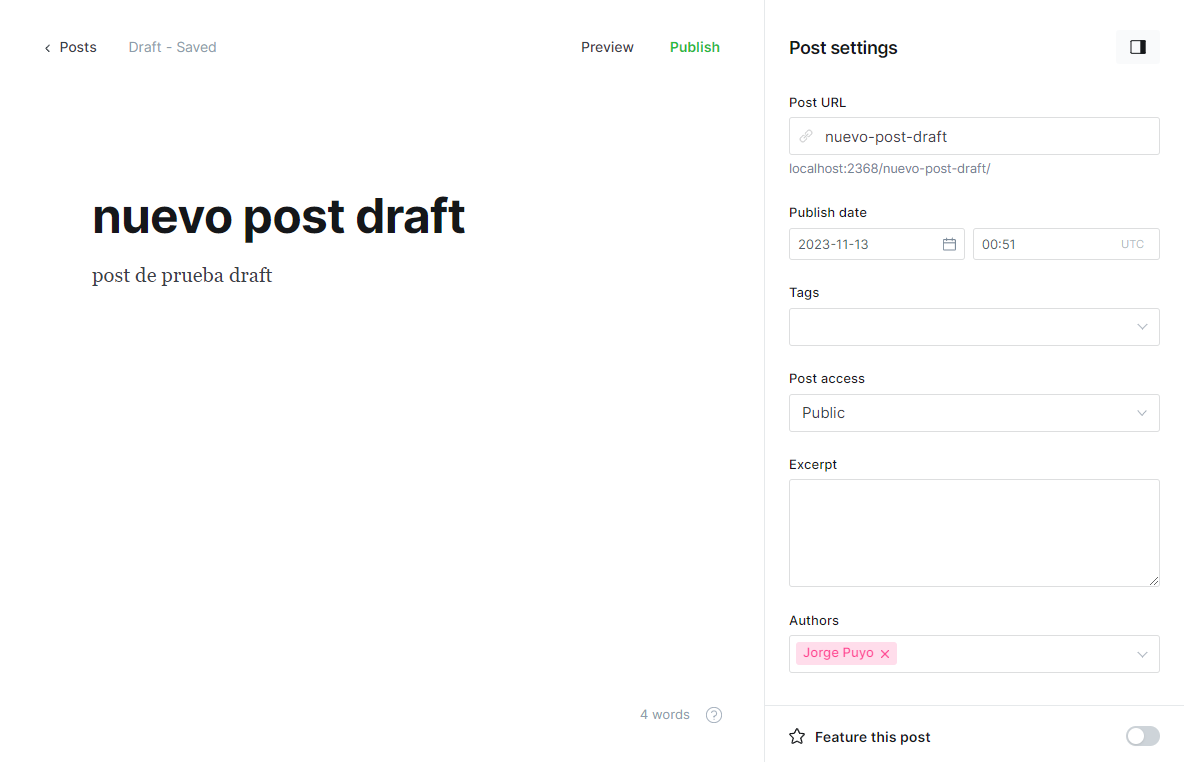 Posts Draft - Saved Preview Publish
nuevo post draft
post de prueba draft
4 words
Post settings
Post URL
nuevo-post-draft
localhost:2368/nuevo-post-draft/
Publish date
2023-11-13 00:51 UTC
Tags
Post access
Public
Excerpt
Authors
Jorge Puyo
Feature this post